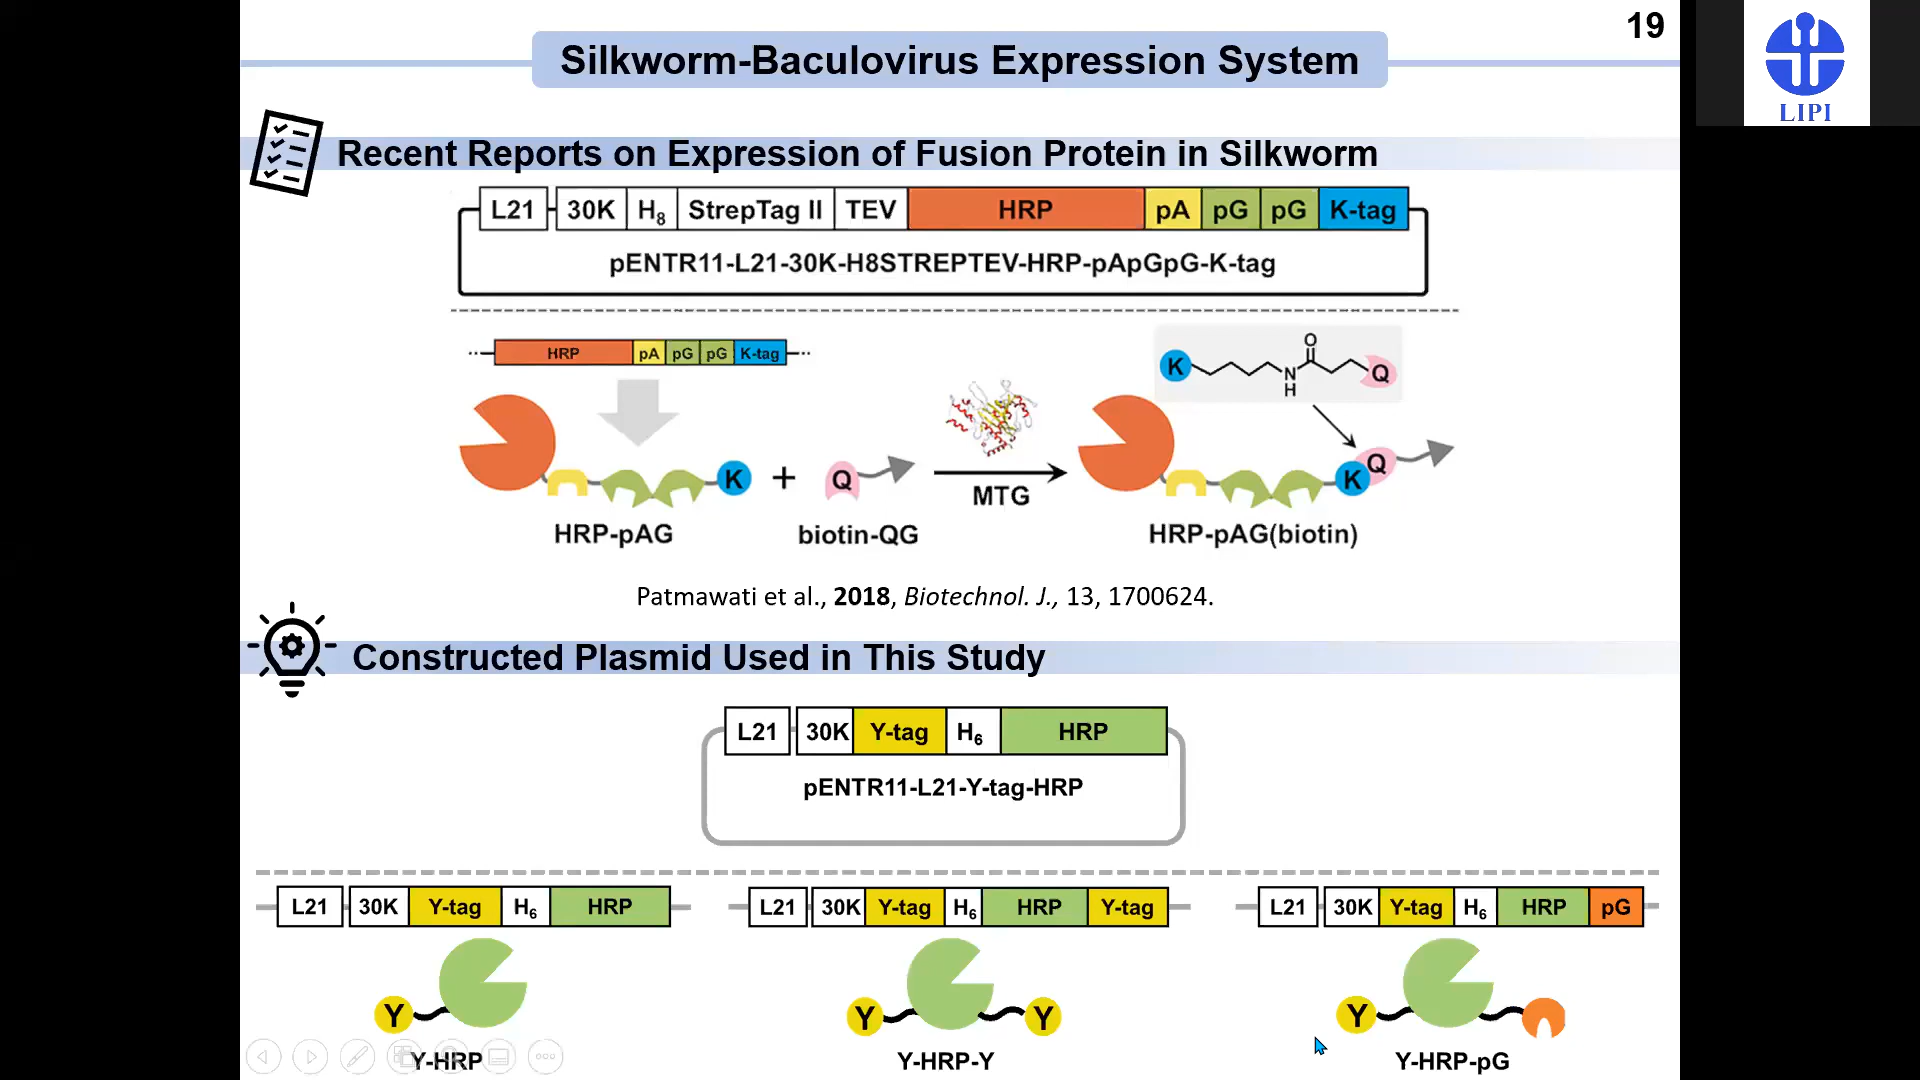 19
Silkworm-Baculovirus Expression System
LIPI
Recent Reports on Expression of Fusion Protein in Silkworm
L21 30K H8 StrepTag II TEV HRP pA pG pG K-tag
pENTR11-L21-30K-H8STREPTEV-HRP-pApGpG-K-tag
HRP pA pG pG K-tag
K N H O Q
K + Q MTG K Q
HRP-pAG biotin-QG HRP-pAG(biotin)
Patmawati et al., 2018, Biotechnol. J., 13, 1700624.
Constructed Plasmid Used in This Study
L21 30K Y-tag H6 HRP
pENTR11-L21-Y-tag-HRP
L21 30K Y-tag H6 HRP
Y
Y-HRP
L21 30K Y-tag H6 HRP Y-tag
Y Y
Y-HRP-Y
L21 30K Y-tag H6 HRP pG
Y
Y-HRP-pG